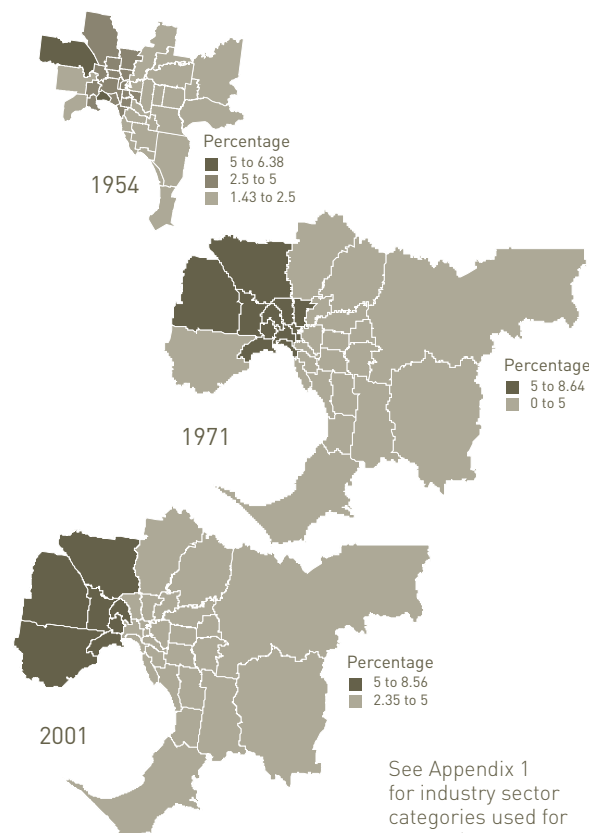 Percentage
5 to 6.38
2.5 to 5
1.43 to 2.5
1954
Percentage
5 to 8.64
0 to 5
1971
Percentage
5 to 8.56
2.35 to 5
2001
See Appendix 1
for industry sector
categories used for